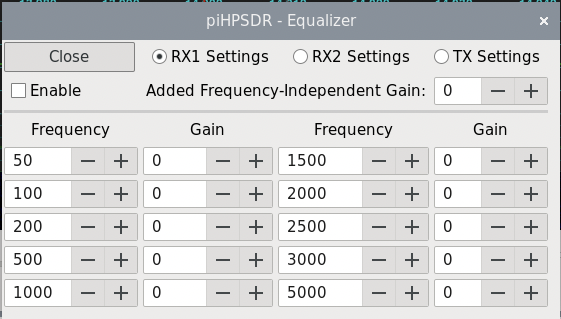 piHPSDR - Equalizer ×
Close RX1 Settings RX2 Settings TX Settings
Enable Added Frequency-Independent Gain: 0 − +
Frequency Gain Frequency Gain
50 − + 0 − + 1500 − + 0 − +
100 − + 0 − + 2000 − + 0 − +
200 − + 0 − + 2500 − + 0 − +
500 − + 0 − + 3000 − + 0 − +
1000 − + 0 − + 5000 − + 0 − +